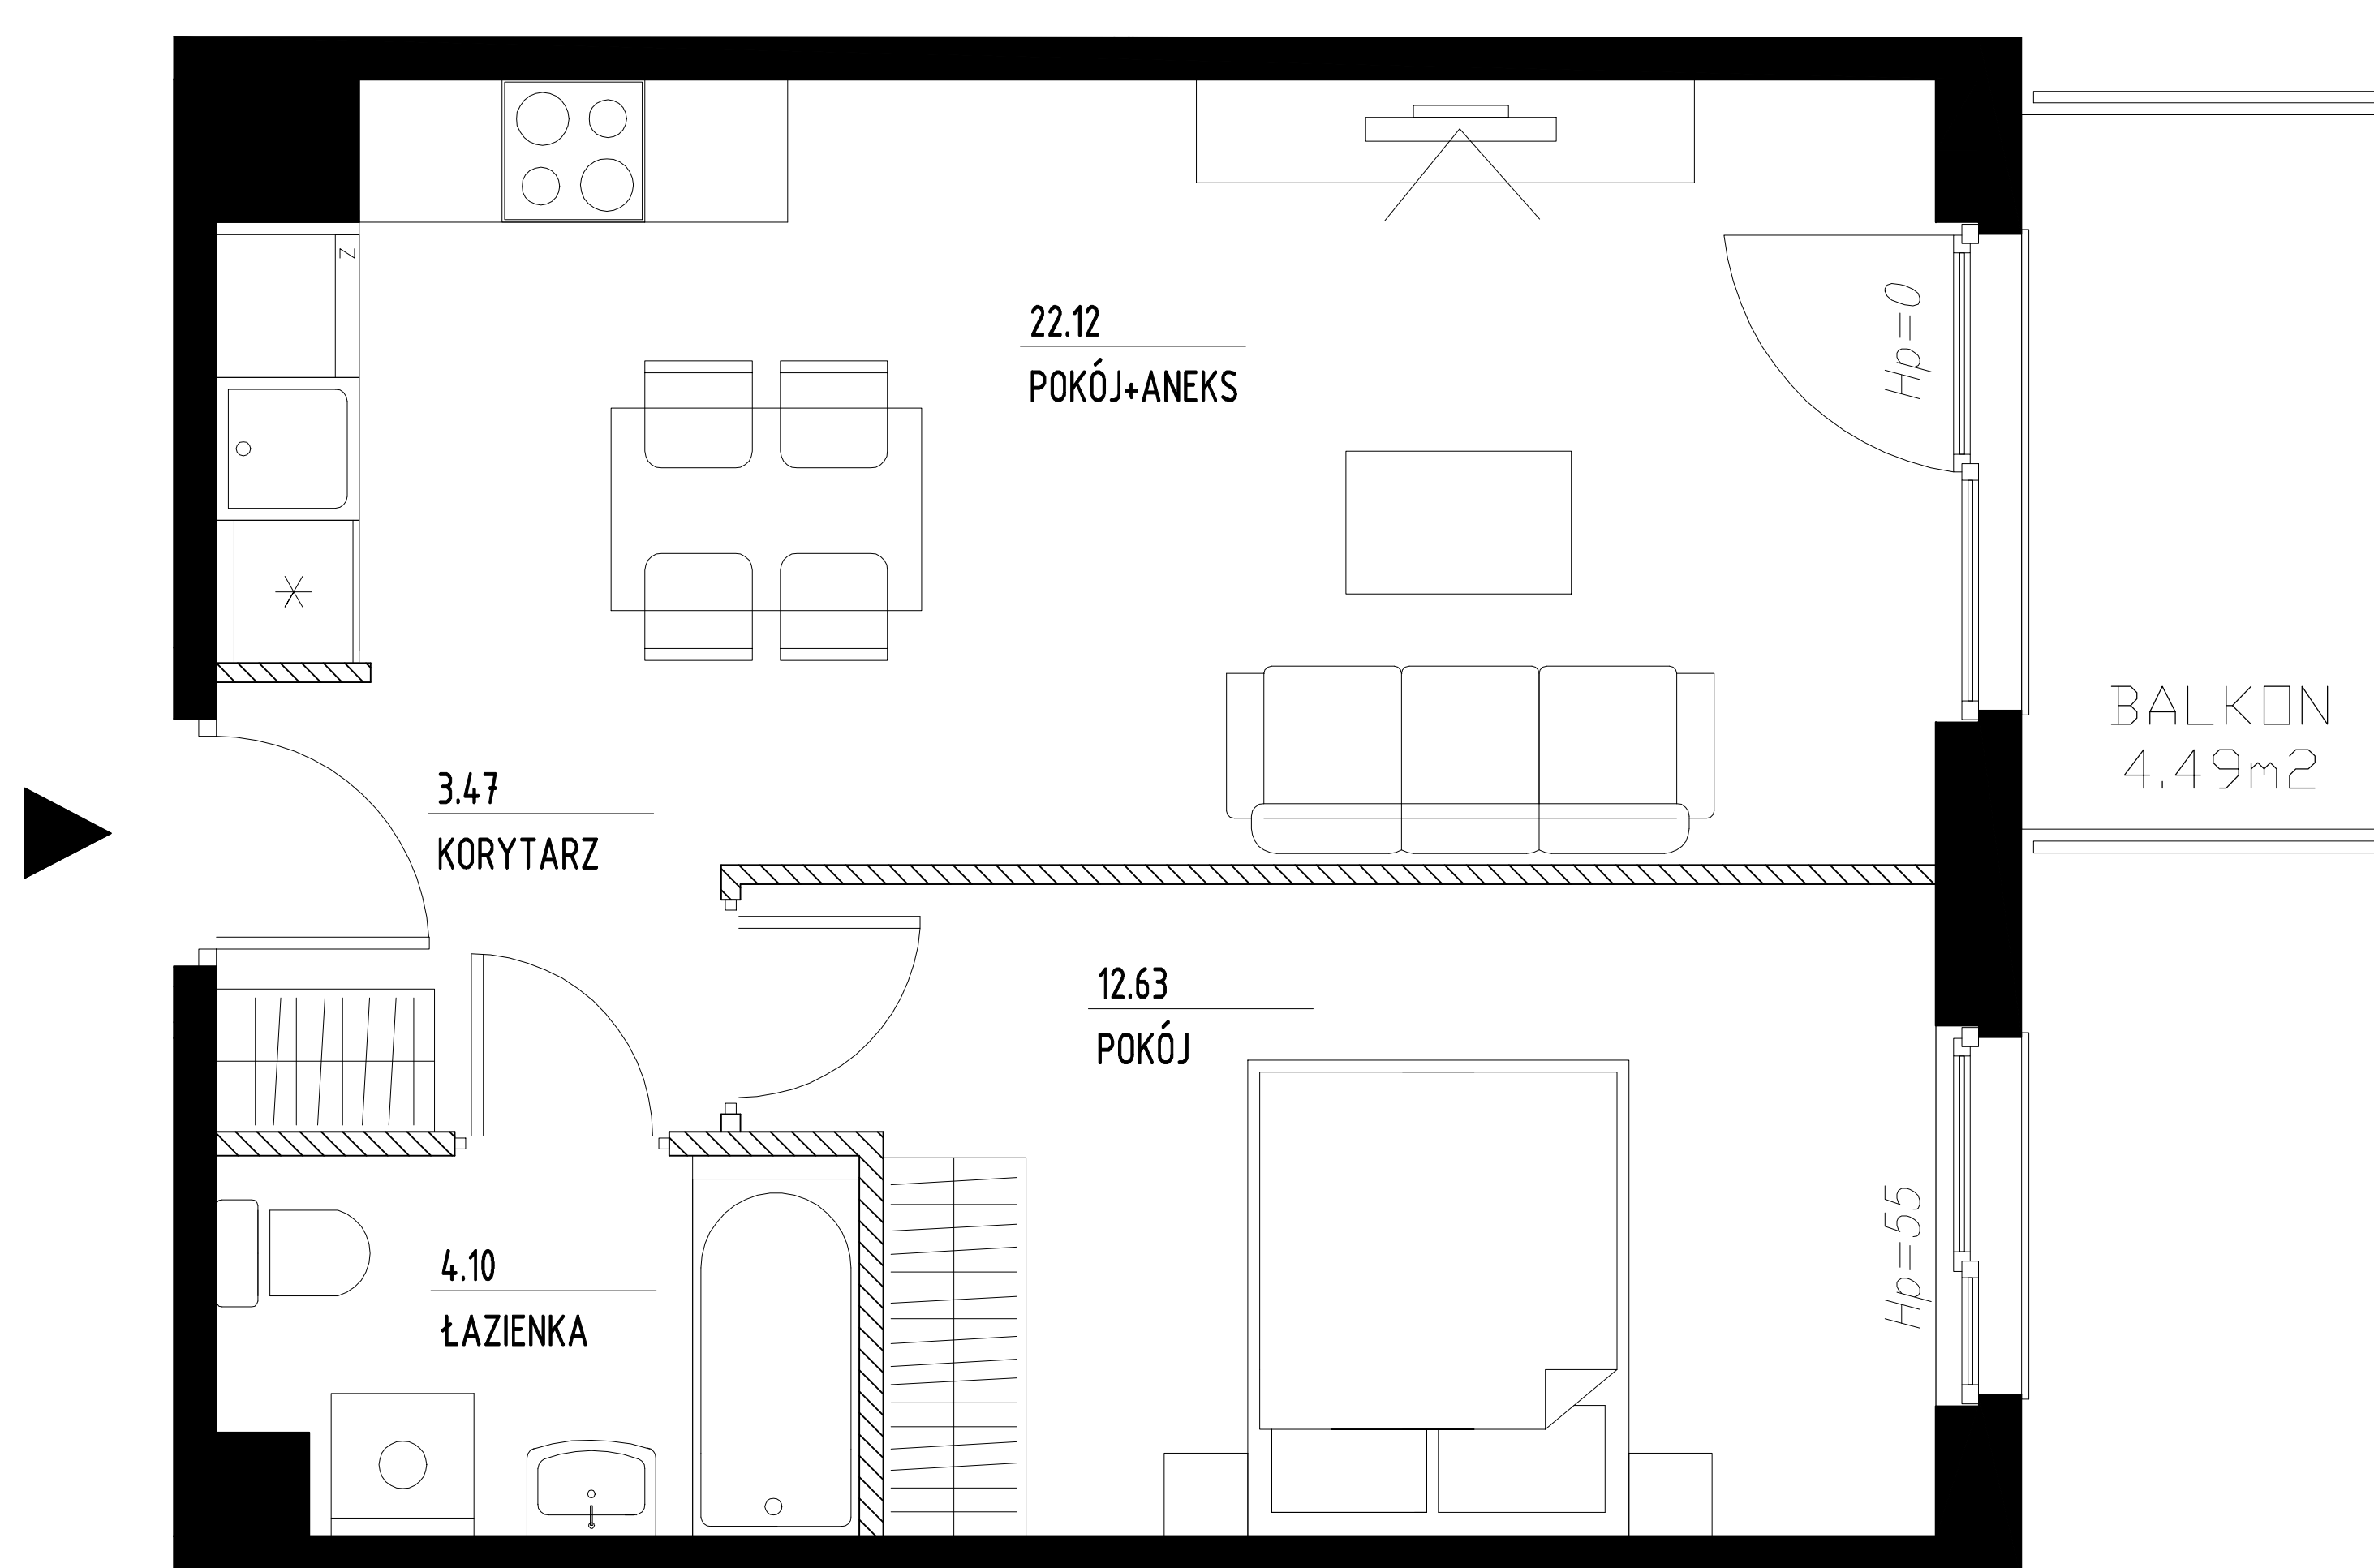 Z
22.12
POKÓJ+ANEKS
Hp=0
BALKON
4.49m2
3.47
KORYTARZ
12.63
POKÓJ
4.10
ŁAZIENKA
Hp=55